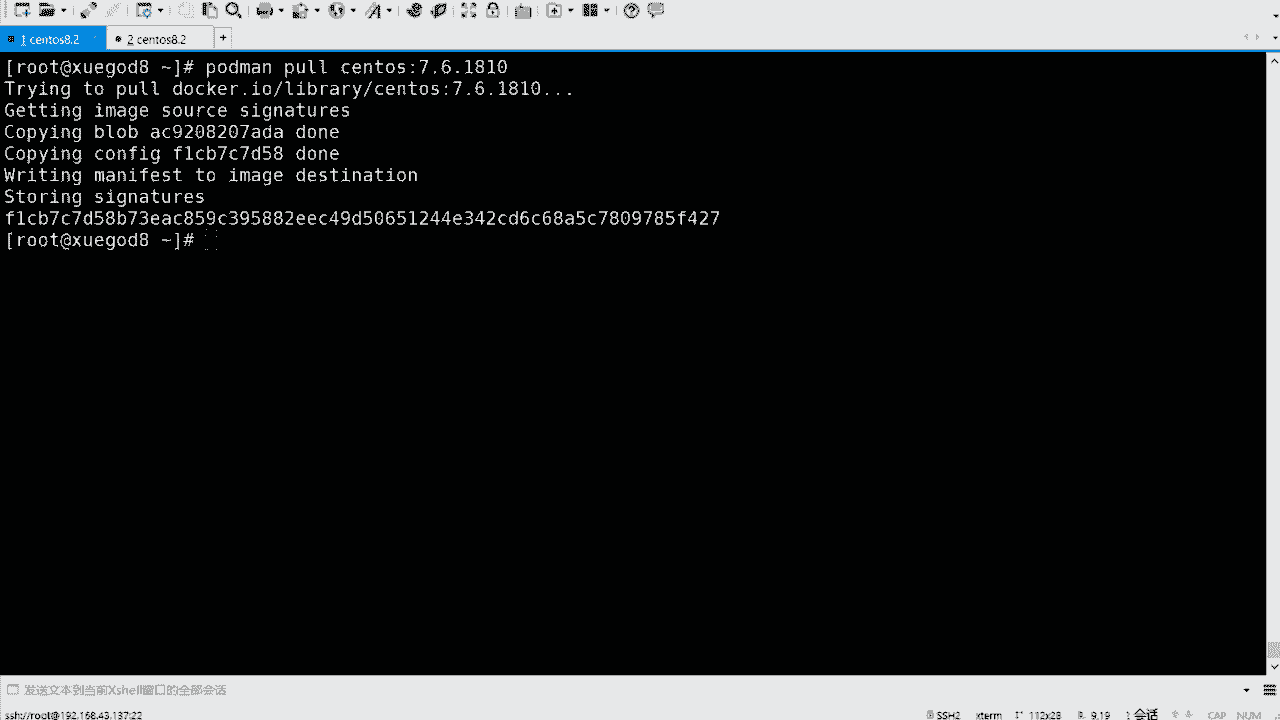 1 centos8.2
2 centos8.2
+
[root@xuegod8 ~]# podman pull centos:7.6.1810
Trying to pull docker.io/library/centos:7.6.1810...
Getting image source signatures
Copying blob ac9208207ada done
Copying config f1cb7c7d58 done
Writing manifest to image destination
Storing signatures
f1cb7c7d58b73eac859c395882eec49d50651244e342cd6c68a5c7809785f427
[root@xuegod8 ~]#
发送文本到当前Xshell窗口的全部会话
ssh://root@192.168.43.137:22 SSH2 xterm 112x28 9,19 1 会话 CAP NUM